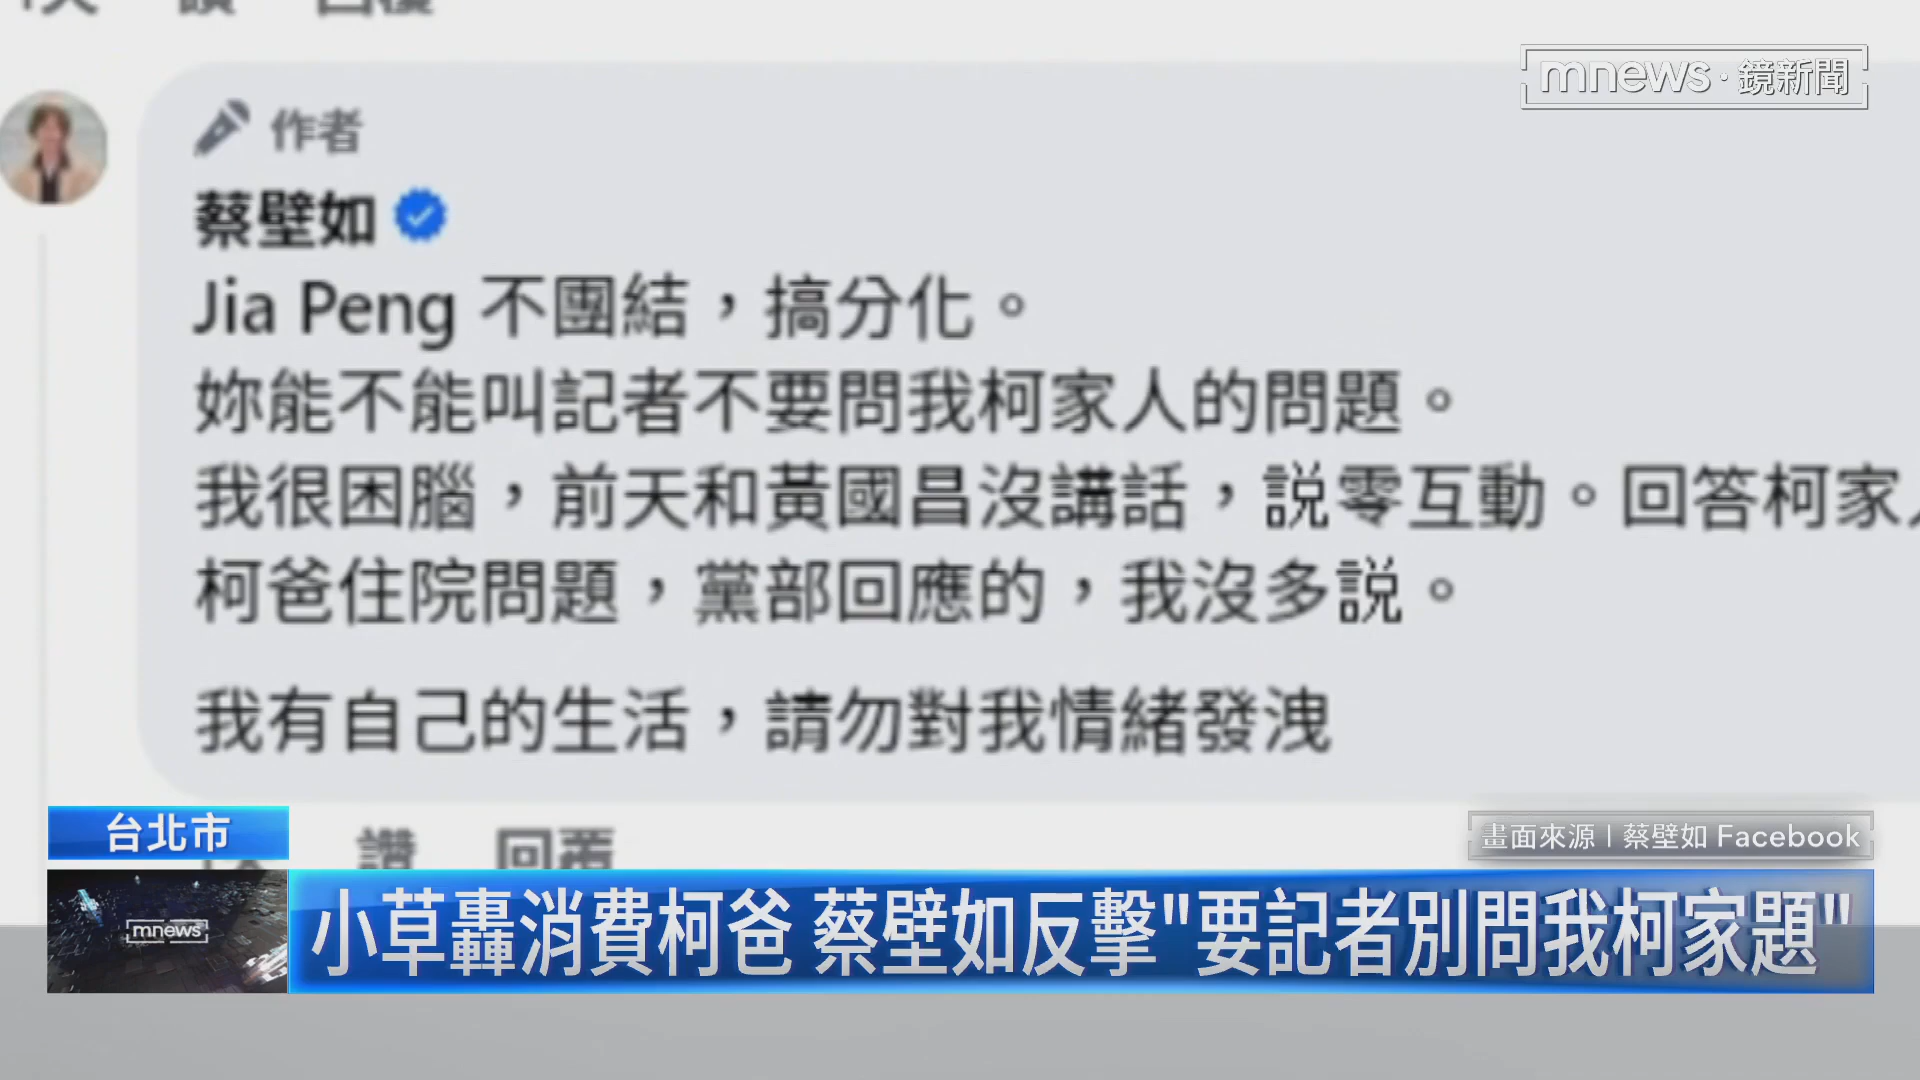 mnews·鏡新聞
作者
蔡壁如
Jia Peng 不團結，搞分化。
妳能不能叫記者不要問我柯家人的問題。
我很困腦，前天和黃國昌沒講話，説零互動。回答柯家人
柯爸住院問題，黨部回應的，我沒多説。
我有自己的生活，請勿對我情緒發洩
讚 回覆
台北市
畫面來源｜蔡壁如 Facebook
mnews
小草轟消費柯爸 蔡壁如反擊"要記者別問我柯家題"